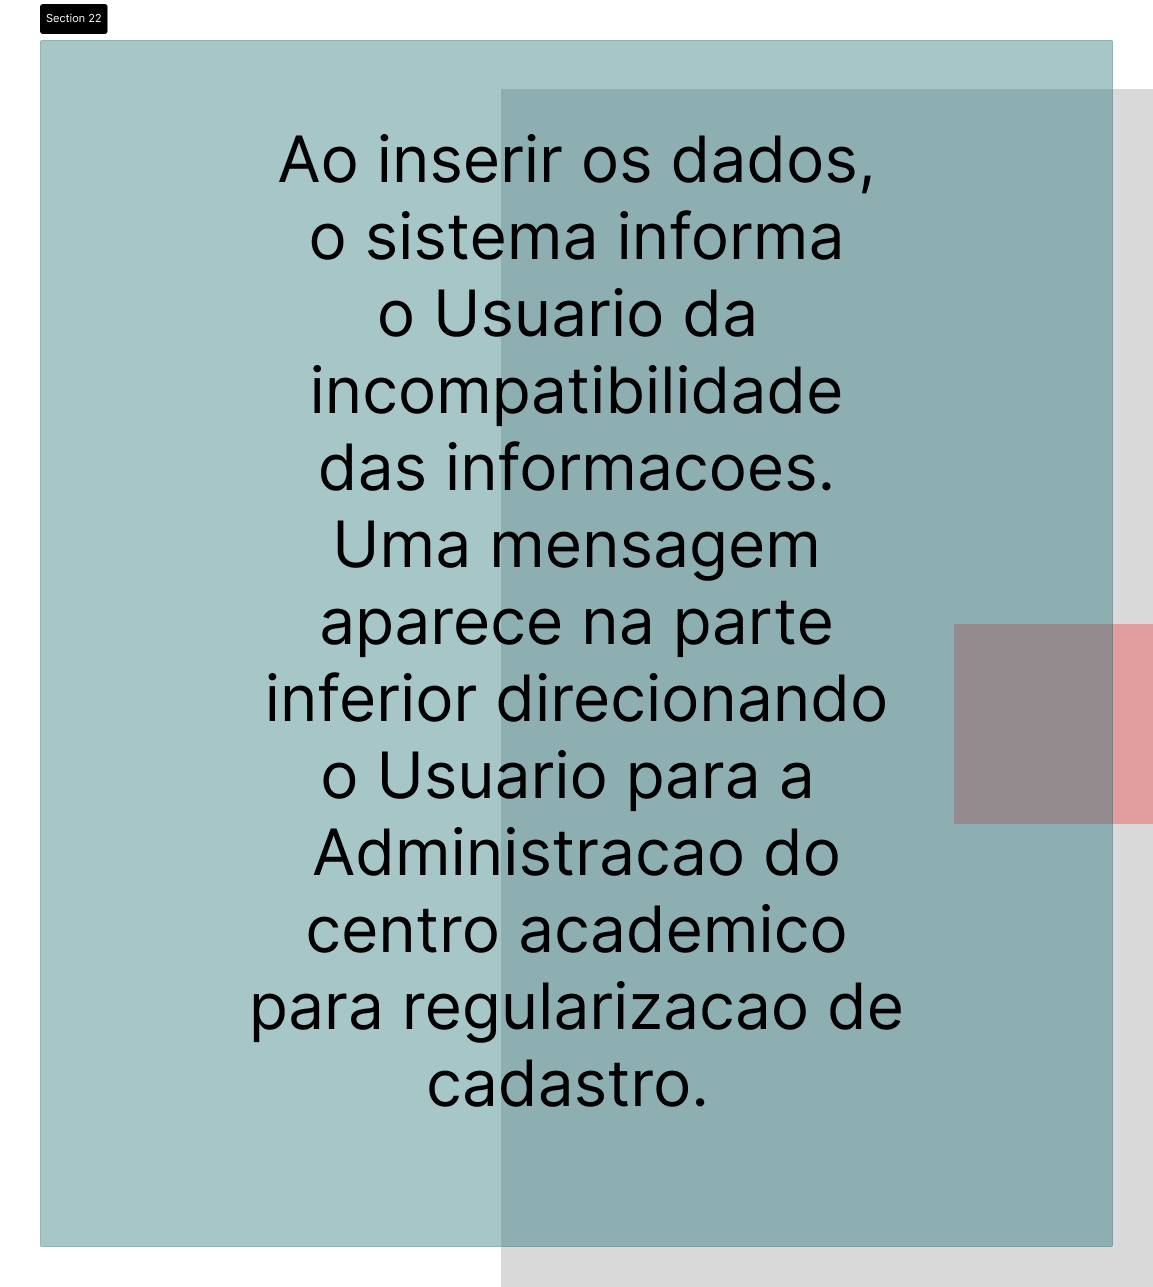 Section 22
Ao inserir os dados,
o sistema informa
o Usuario da
incompatibilidade
das informacoes.
Uma mensagem
aparece na parte
inferior direcionando
o Usuario para a
Administracao do
centro academico
para regularizacao de
cadastro.